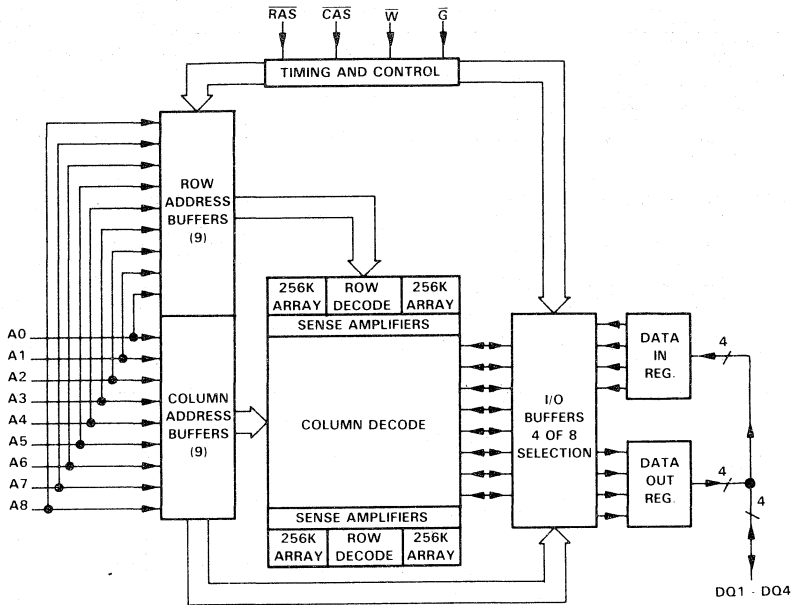 R̅A̅S̅ C̅A̅S̅ W̅ G̅
TIMING AND CONTROL
ROW
ADDRESS
BUFFERS
(9)
256K
ARRAY
ROW
DECODE
256K
ARRAY
SENSE AMPLIFIERS
COLUMN DECODE
SENSE AMPLIFIERS
256K
ARRAY
ROW
DECODE
256K
ARRAY
A0
A1
A2
A3
A4
A5
A6
A7
A8
COLUMN
ADDRESS
BUFFERS
(9)
I/O
BUFFERS
4 OF 8
SELECTION
DATA
IN
REG.
4
DATA
OUT
REG.
4
4
DQ1 - DQ4